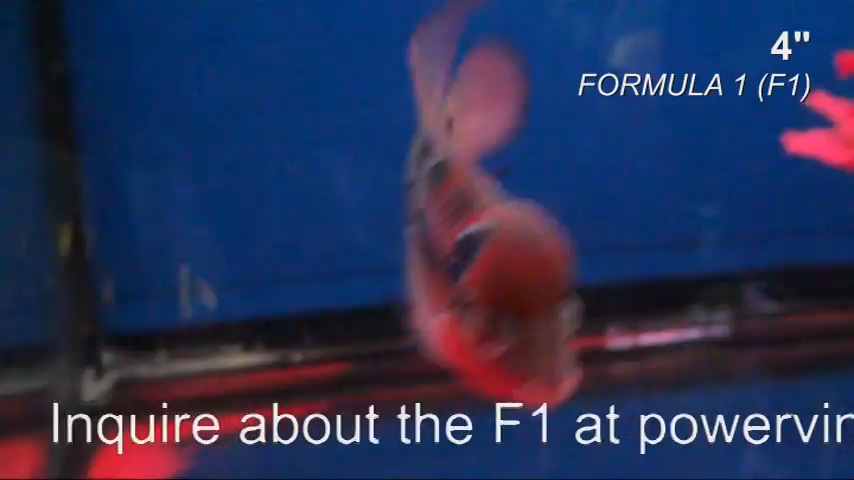 4"
FORMULA 1 (F1)
Inquire about the F1 at powervin